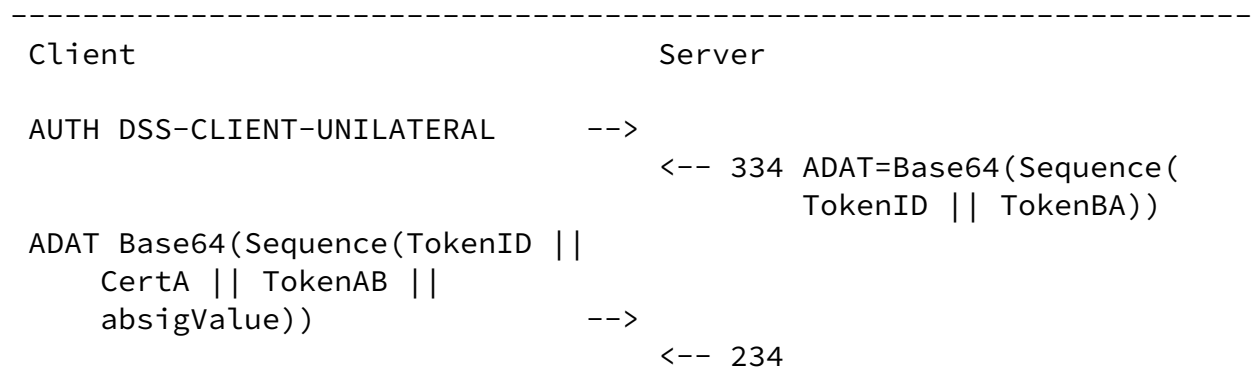 ---------------------------------------------------------------------
Client                                   Server

AUTH DSS-CLIENT-UNILATERAL      -->
                                    <-- 334 ADAT=Base64(Sequence(
                                            TokenID || TokenBA))
ADAT Base64(Sequence(TokenID ||
    CertA || TokenAB ||
    absigValue))                -->
                                    <-- 234